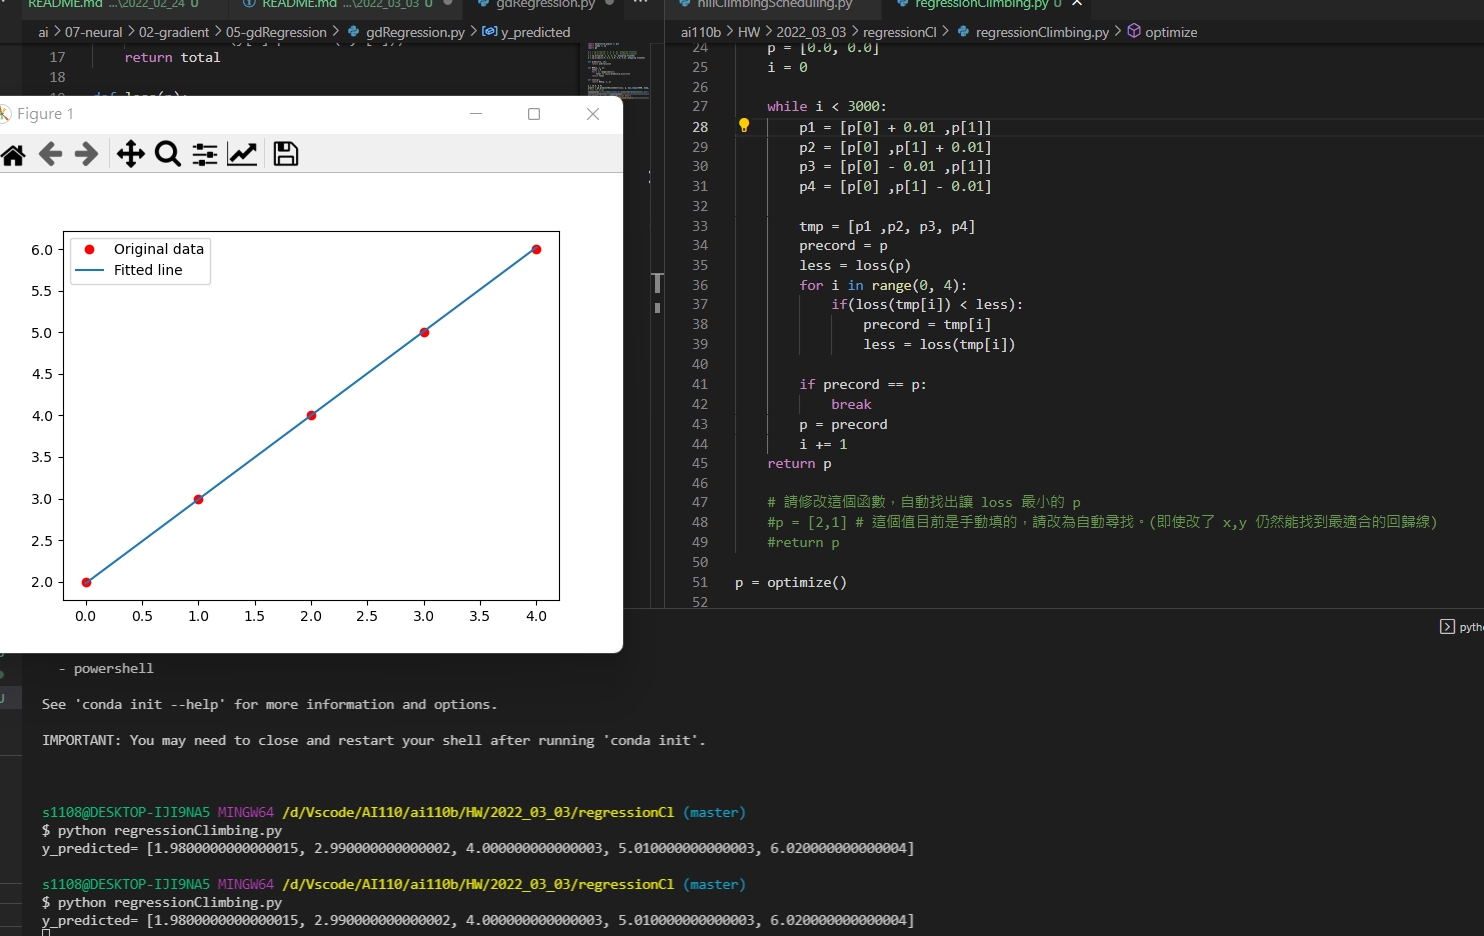 README.md ...\2022_02_24 U
README.md ...\2022_03_03 U
gdRegression.py
hillClimbingScheduling.py
regressionClimbing.py U
ai > 07-neural > 02-gradient > 05-gdRegression > gdRegression.py > y_predicted
ai110b > HW > 2022_03_03 > regressionCl > regressionClimbing.py > optimize
17 return total
18
Figure 1
6.0
5.5
5.0
4.5
4.0
3.5
3.0
2.5
2.0
Original data
Fitted line
0.0 0.5 1.0 1.5 2.0 2.5 3.0 3.5 4.0
24 p = [0.0, 0.0]
25 i = 0
26
27 while i < 3000:
28 p1 = [p[0] + 0.01 ,p[1]]
29 p2 = [p[0] ,p[1] + 0.01]
30 p3 = [p[0] - 0.01 ,p[1]]
31 p4 = [p[0] ,p[1] - 0.01]
32
33 tmp = [p1 ,p2, p3, p4]
34 precord = p
35 less = loss(p)
36 for i in range(0, 4):
37 if(loss(tmp[i]) < less):
38 precord = tmp[i]
39 less = loss(tmp[i])
40
41 if precord == p:
42 break
43 p = precord
44 i += 1
45 return p
46
47 # 請修改這個函數，自動找出讓 loss 最小的 p
48 #p = [2,1] # 這個值目前是手動填的，請改為自動尋找。(即使改了 x,y 仍然能找到最適合的回歸線)
49 #return p
50
51 p = optimize()
52
- powershell
See 'conda init --help' for more information and options.
IMPORTANT: You may need to close and restart your shell after running 'conda init'.
s1108@DESKTOP-IJI9NA5 MINGW64 /d/Vscode/AI110/ai110b/HW/2022_03_03/regressionCl (master)
$ python regressionClimbing.py
y_predicted= [1.9800000000000015, 2.990000000000002, 4.000000000000003, 5.010000000000003, 6.020000000000004]
s1108@DESKTOP-IJI9NA5 MINGW64 /d/Vscode/AI110/ai110b/HW/2022_03_03/regressionCl (master)
$ python regressionClimbing.py
y_predicted= [1.9800000000000015, 2.990000000000002, 4.000000000000003, 5.010000000000003, 6.020000000000004]